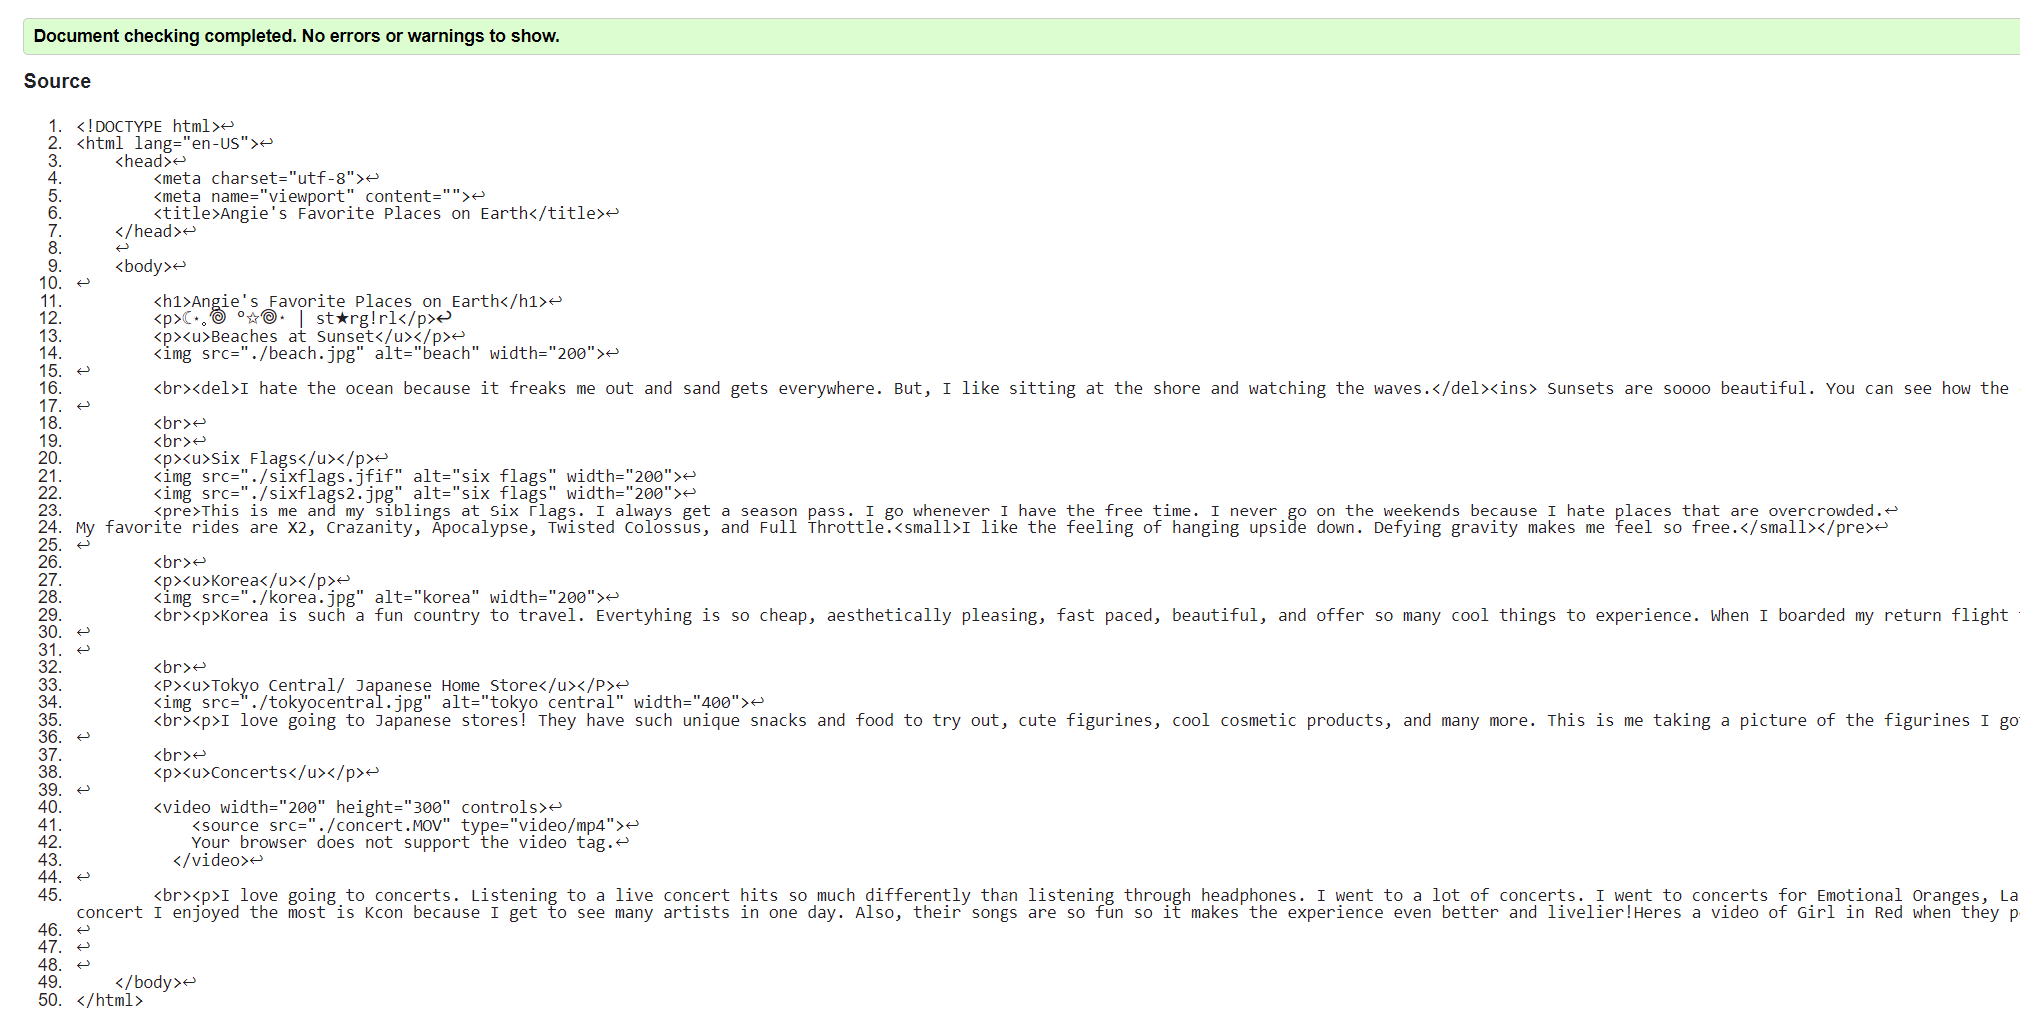 Document checking completed. No errors or warnings to show.
Source
1. <!DOCTYPE html>↩
2. <html lang="en-US">↩
3.     <head>↩
4.         <meta charset="utf-8">↩
5.         <meta name="viewport" content="">↩
6.         <title>Angie's Favorite Places on Earth</title>↩
7.     </head>↩
8.     ↩
9.     <body>↩
10. ↩
11.         <h1>Angie's Favorite Places on Earth</h1>↩
12.         <p>☾⋆。𖦹 °✩𖦹⋆ | st★rg!rl</p>↩
13.         <p><u>Beaches at Sunset</u></p>↩
14.         <img src="./beach.jpg" alt="beach" width="200">↩
15. ↩
16.         <br><del>I hate the ocean because it freaks me out and sand gets everywhere. But, I like sitting at the shore and watching the waves.</del><ins> Sunsets are soooo beautiful. You can see how the
17. ↩
18.         <br>↩
19.         <br>↩
20.         <p><u>Six Flags</u></p>↩
21.         <img src="./sixflags.jfif" alt="six flags" width="200">↩
22.         <img src="./sixflags2.jpg" alt="six flags" width="200">↩
23.         <pre>This is me and my siblings at Six Flags. I always get a season pass. I go whenever I have the free time. I never go on the weekends because I hate places that are overcrowded.↩
24. My favorite rides are X2, Crazanity, Apocalypse, Twisted Colossus, and Full Throttle.<small>I like the feeling of hanging upside down. Defying gravity makes me feel so free.</small></pre>↩
25. ↩
26.         <br>↩
27.         <p><u>Korea</u></p>↩
28.         <img src="./korea.jpg" alt="korea" width="200">↩
29.         <br><p>Korea is such a fun country to travel. Evertyhing is so cheap, aesthetically pleasing, fast paced, beautiful, and offer so many cool things to experience. When I boarded my return flight
30. ↩
31. ↩
32.         <br>↩
33.         <P><u>Tokyo Central/ Japanese Home Store</u></P>↩
34.         <img src="./tokyocentral.jpg" alt="tokyo central" width="400">↩
35.         <br><p>I love going to Japanese stores! They have such unique snacks and food to try out, cute figurines, cool cosmetic products, and many more. This is me taking a picture of the figurines I
36. ↩
37.         <br>↩
38.         <p><u>Concerts</u></p>↩
39. ↩
40.         <video width="200" height="300" controls>↩
41.             <source src="./concert.MOV" type="video/mp4">↩
42.             Your browser does not support the video tag.↩
43.           </video>↩
44. ↩
45.         <br><p>I love going to concerts. Listening to a live concert hits so much differently than listening through headphones. I went to a lot of concerts. I went to concerts for Emotional Oranges, La
concert I enjoyed the most is Kcon because I get to see many artists in one day. Also, their songs are so fun so it makes the experience even better and livelier!Heres a video of Girl in Red when they
46. ↩
47. ↩
48. ↩
49.     </body>↩
50. </html>